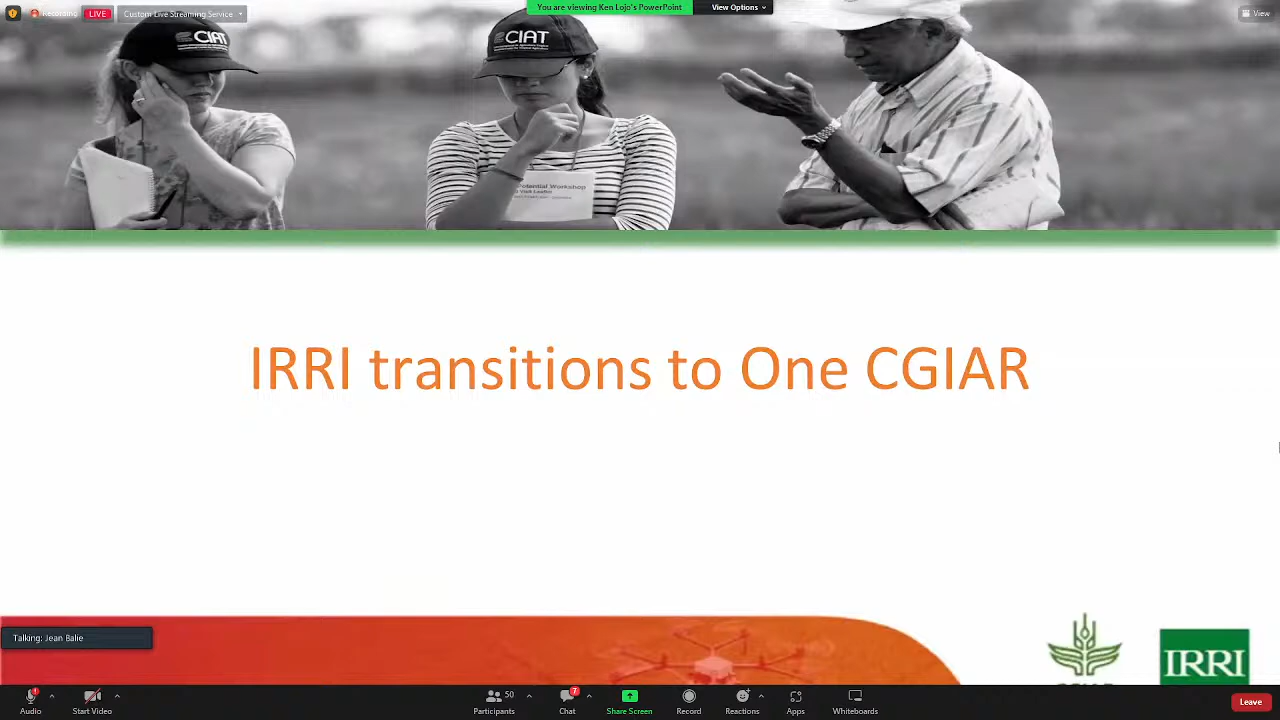 Recording
LIVE
Custom Live Streaming Service
You are viewing Ken Lojo's PowerPoint
View Options
View
CIAT
CIAT
Potential Workshop
IRRI transitions to One CGIAR
Talking: Jean Balie
IRRI
Audio
Start Video
Participants
50
Chat
7
Share Screen
Record
Reactions
Apps
Whiteboards
Leave